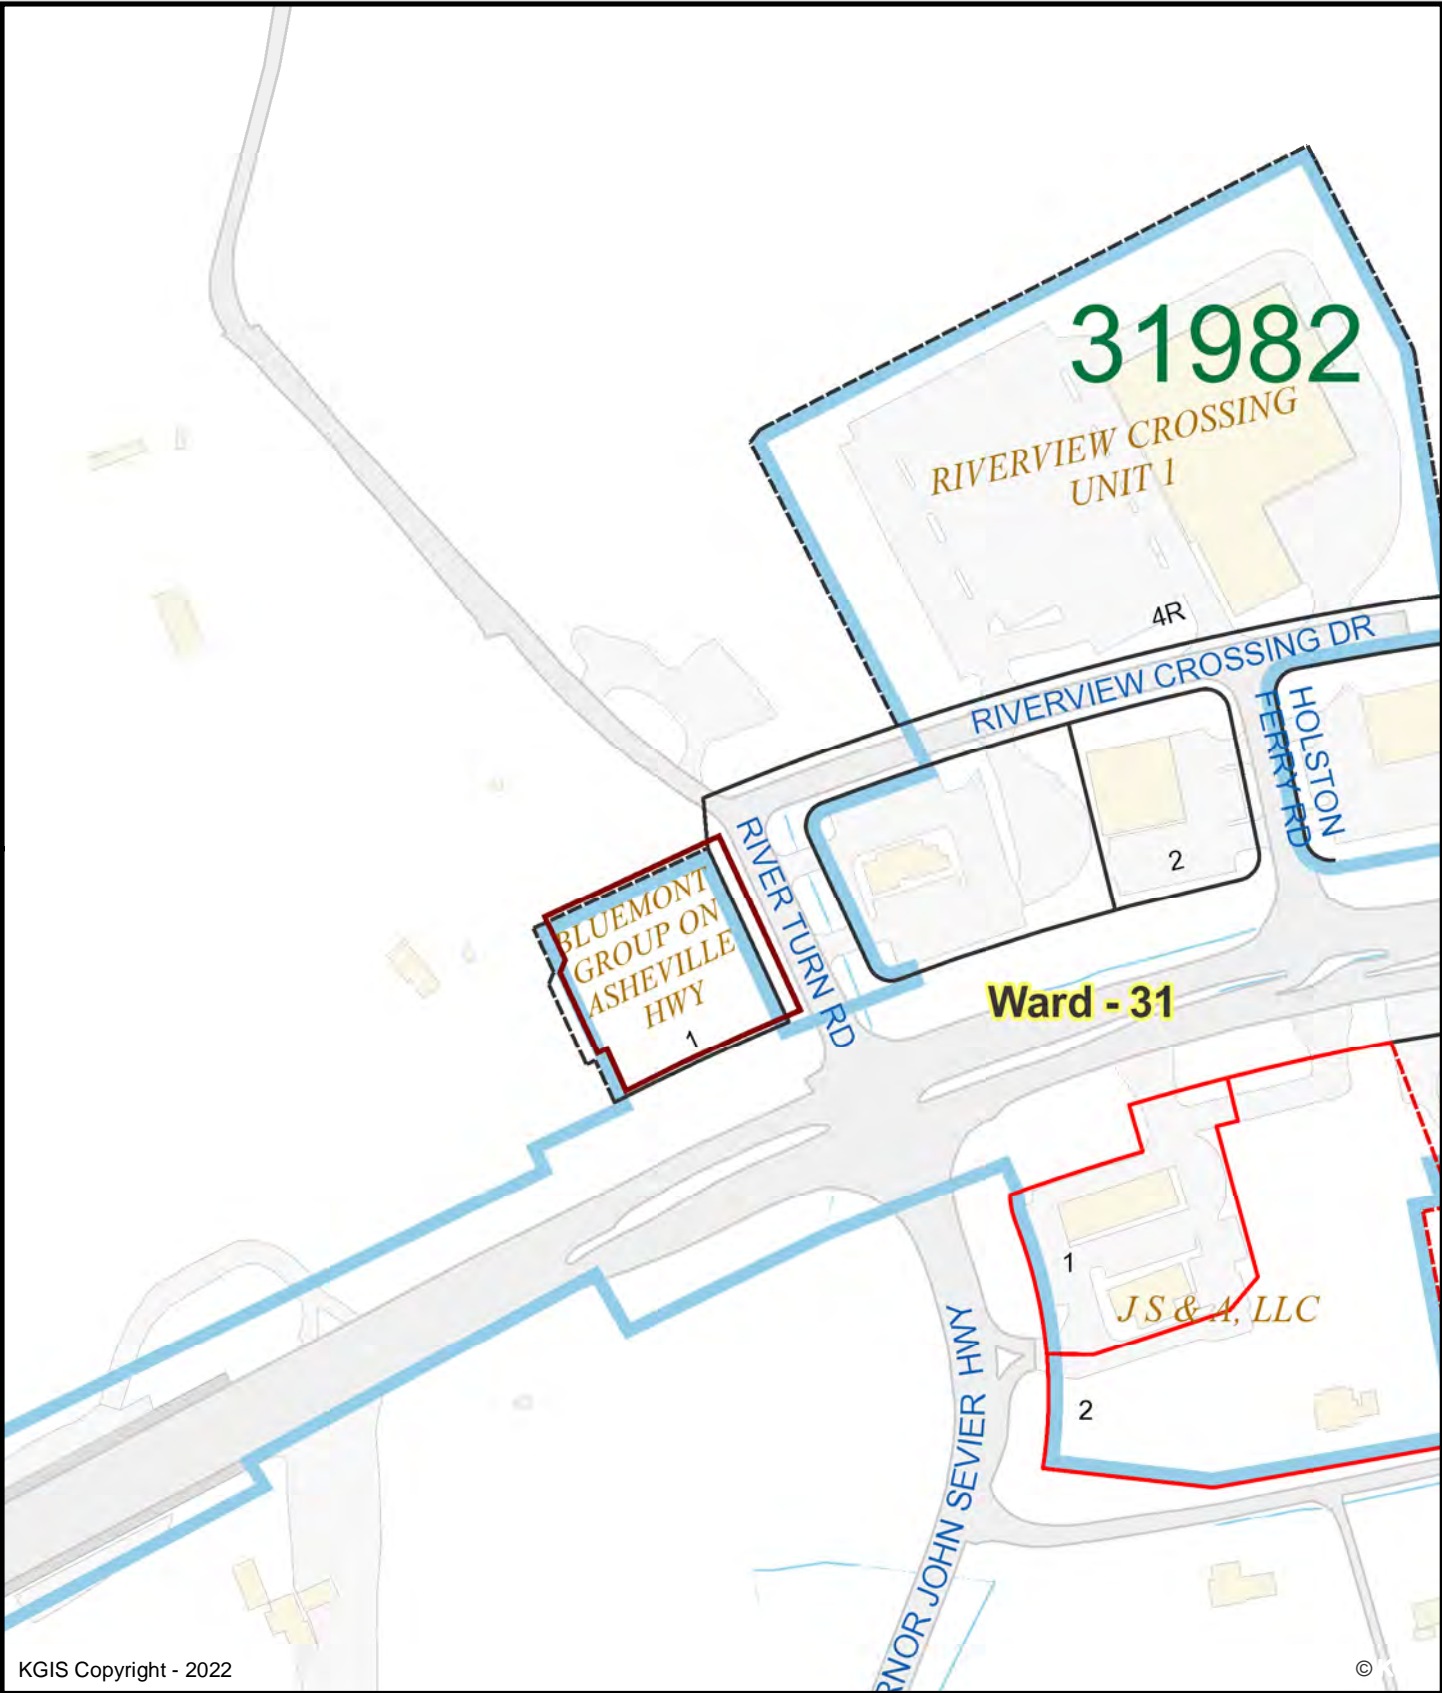 31982
RIVERVIEW CROSSING
UNIT 1
4R
RIVERVIEW CROSSING DR
HOLSTON
FERRY RD
2
RIVER TURN RD
BLUEMONT
GROUP ON
ASHEVILLE
HWY
1
Ward - 31
1
J S & A, LLC
2
RNOR JOHN SEVIER HWY
KGIS Copyright - 2022
©